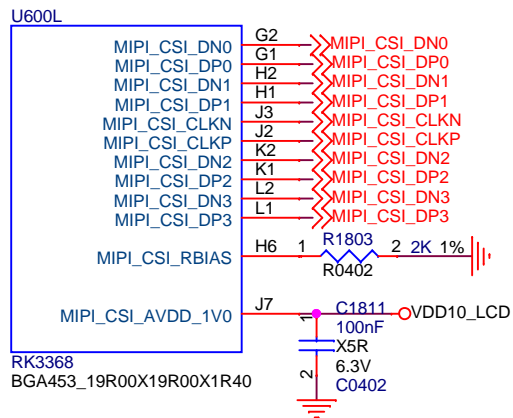 U600L
MIPI_CSI_DN0 G2 MIPI_CSI_DN0
MIPI_CSI_DP0 G1 MIPI_CSI_DP0
MIPI_CSI_DN1 H2 MIPI_CSI_DN1
MIPI_CSI_DP1 H1 MIPI_CSI_DP1
MIPI_CSI_CLKN J3 MIPI_CSI_CLKN
MIPI_CSI_CLKP J2 MIPI_CSI_CLKP
MIPI_CSI_DN2 K2 MIPI_CSI_DN2
MIPI_CSI_DP2 K1 MIPI_CSI_DP2
MIPI_CSI_DN3 L2 MIPI_CSI_DN3
MIPI_CSI_DP3 L1 MIPI_CSI_DP3
MIPI_CSI_RBIAS H6 1 R1803 2 2K 1%
R0402
MIPI_CSI_AVDD_1V0 J7 VDD10_LCD
1 C1811
100nF
X5R
6.3V
2 C0402
RK3368
BGA453_19R00X19R00X1R40